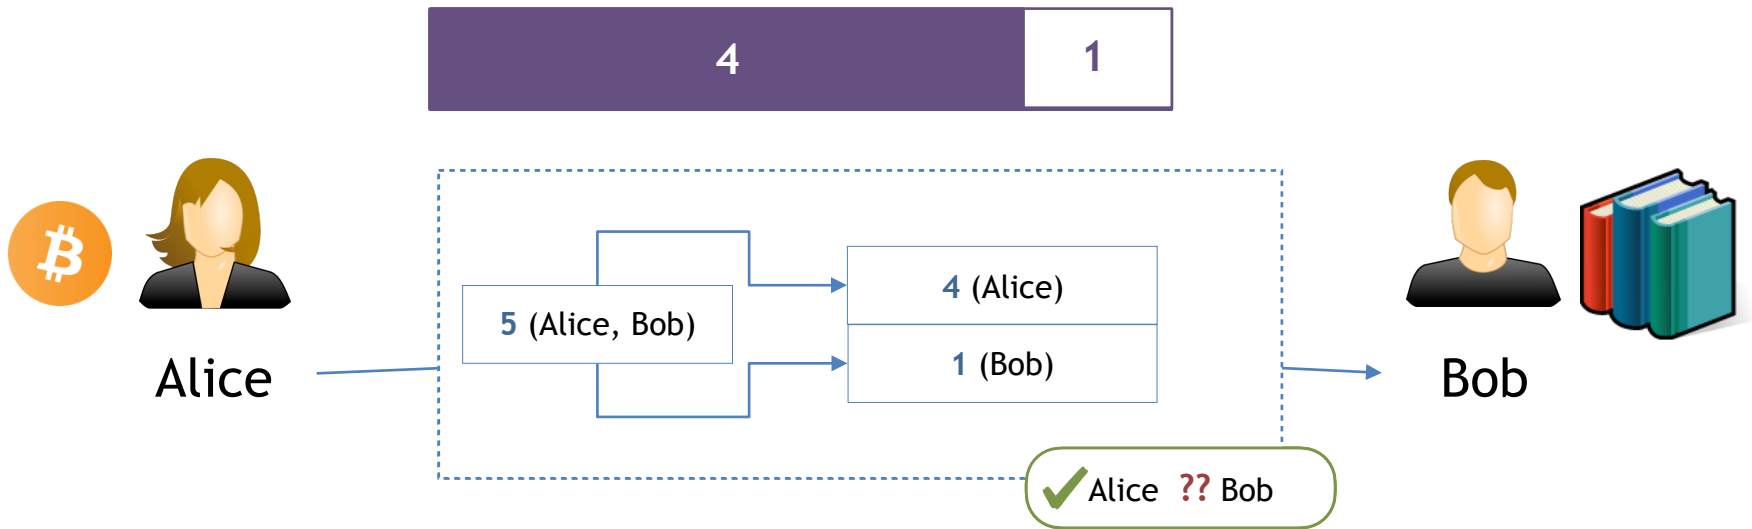 4
1
5 (Alice, Bob)
4 (Alice)
1 (Bob)
Alice
Bob
Alice ?? Bob